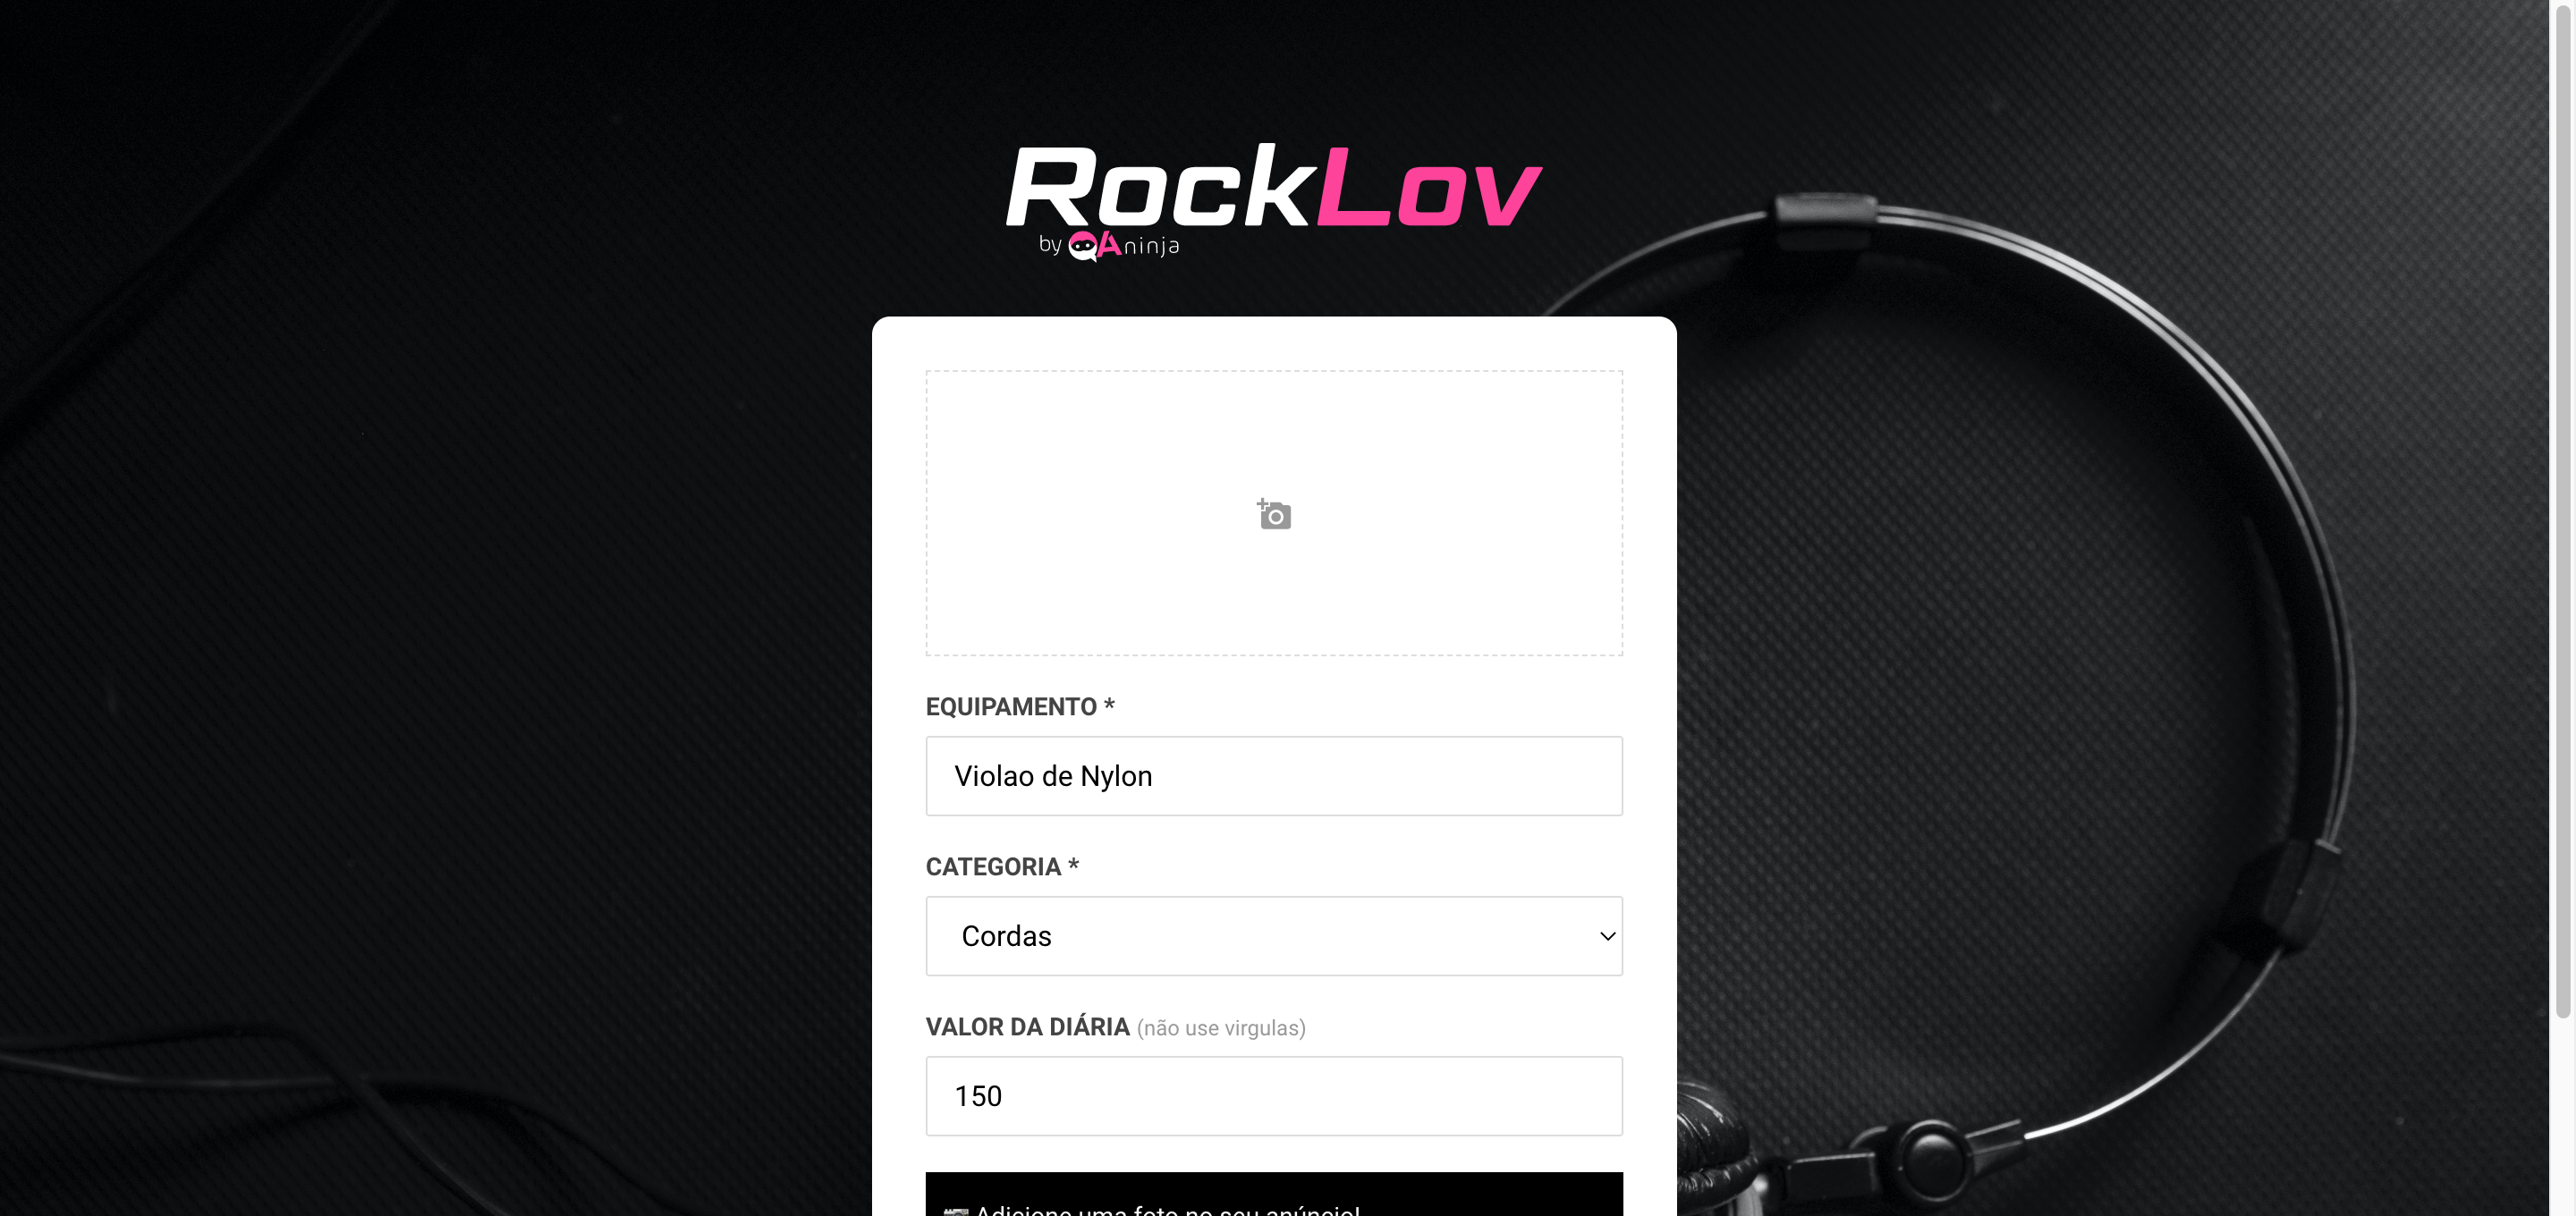 RockLov
by QAninja
EQUIPAMENTO *
Violao de Nylon
CATEGORIA *
Cordas
VALOR DA DIÁRIA (não use virgulas)
150
Adicione uma foto no seu anúncio!